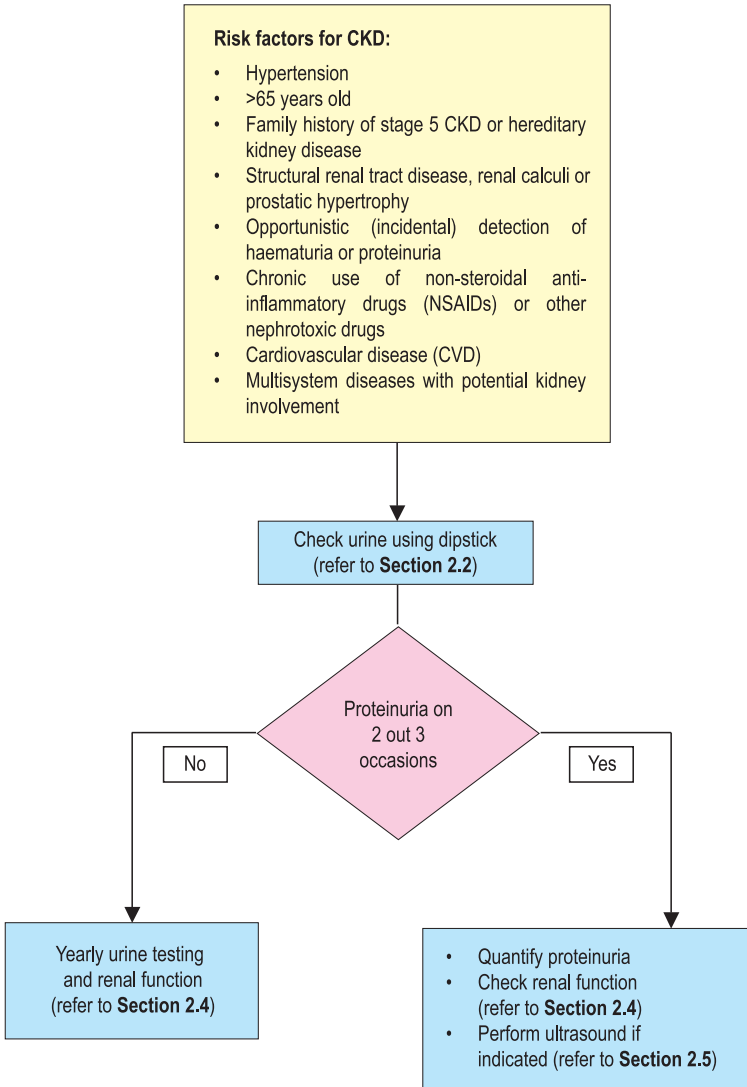 Risk factors for CKD:
• Hypertension
• >65 years old
• Family history of stage 5 CKD or hereditary
kidney disease
• Structural renal tract disease, renal calculi or
prostatic hypertrophy
• Opportunistic (incidental) detection of
haematuria or proteinuria
• Chronic use of non-steroidal anti-
inflammatory drugs (NSAIDs) or other
nephrotoxic drugs
• Cardiovascular disease (CVD)
• Multisystem diseases with potential kidney
involvement
Check urine using dipstick
(refer to Section 2.2)
Proteinuria on
2 out 3
occasions
No
Yes
Yearly urine testing
and renal function
(refer to Section 2.4)
• Quantify proteinuria
• Check renal function
(refer to Section 2.4)
• Perform ultrasound if
indicated (refer to Section 2.5)